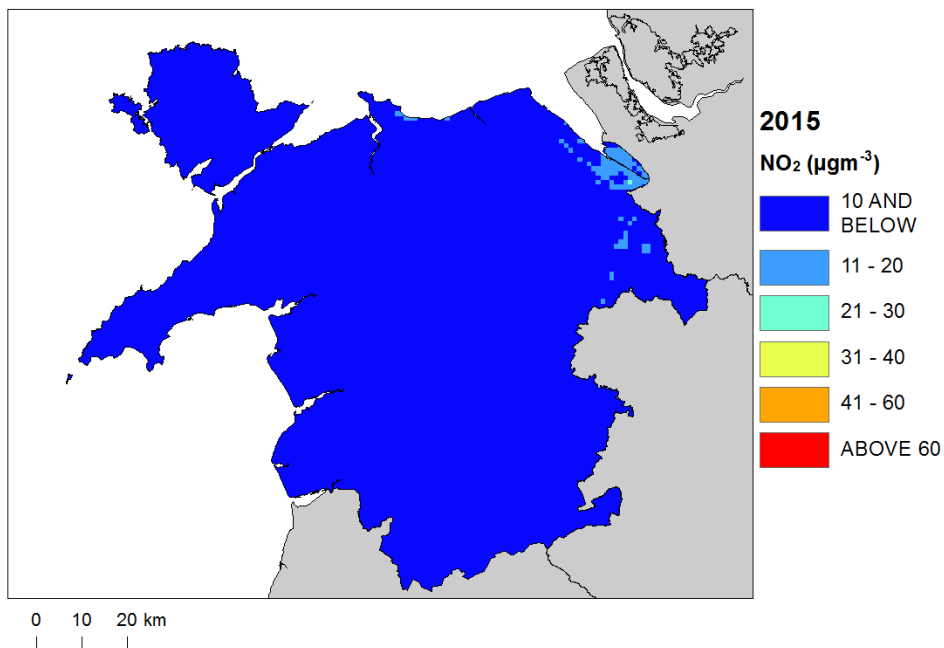 2015
NO₂ (µgm⁻³)
10 AND
BELOW
11 - 20
21 - 30
31 - 40
41 - 60
ABOVE 60
0 10 20 km